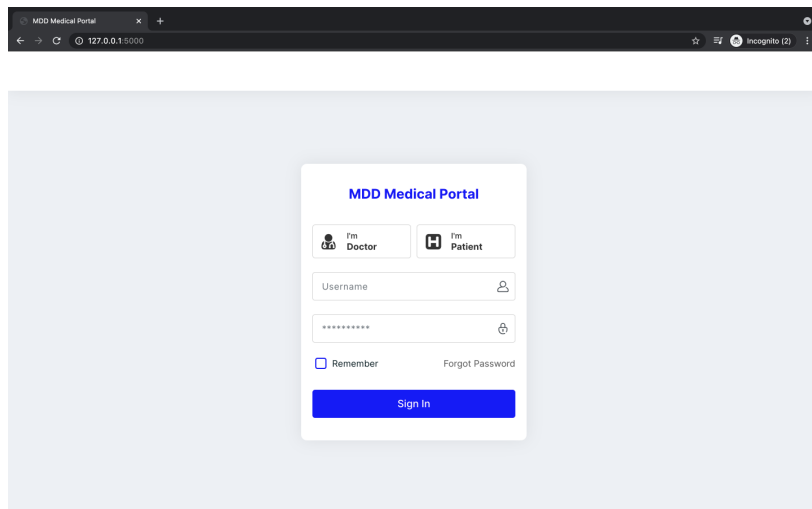 MDD Medical Portal
127.0.0.1:5000
Incognito (2)
MDD Medical Portal
I'm
Doctor
I'm
Patient
Username
**********
Remember
Forgot Password
Sign In